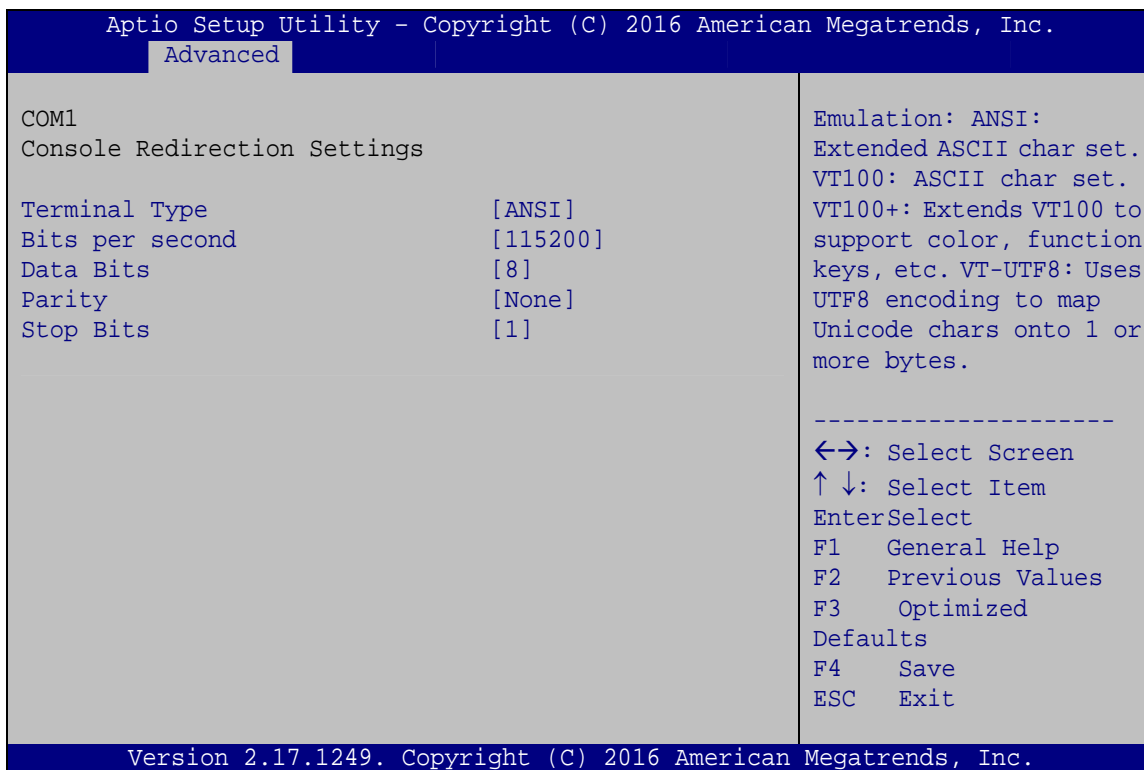 Aptio Setup Utility – Copyright (C) 2016 American Megatrends, Inc.
Advanced
COM1
Console Redirection Settings
Terminal Type [ANSI]
Bits per second [115200]
Data Bits [8]
Parity [None]
Stop Bits [1]
Emulation: ANSI:
Extended ASCII char set.
VT100: ASCII char set.
VT100+: Extends VT100 to
support color, function
keys, etc. VT-UTF8: Uses
UTF8 encoding to map
Unicode chars onto 1 or
more bytes.
---------------------
←→: Select Screen
↑ ↓: Select Item
EnterSelect
F1 General Help
F2 Previous Values
F3 Optimized
Defaults
F4 Save
ESC Exit
Version 2.17.1249. Copyright (C) 2016 American Megatrends, Inc.